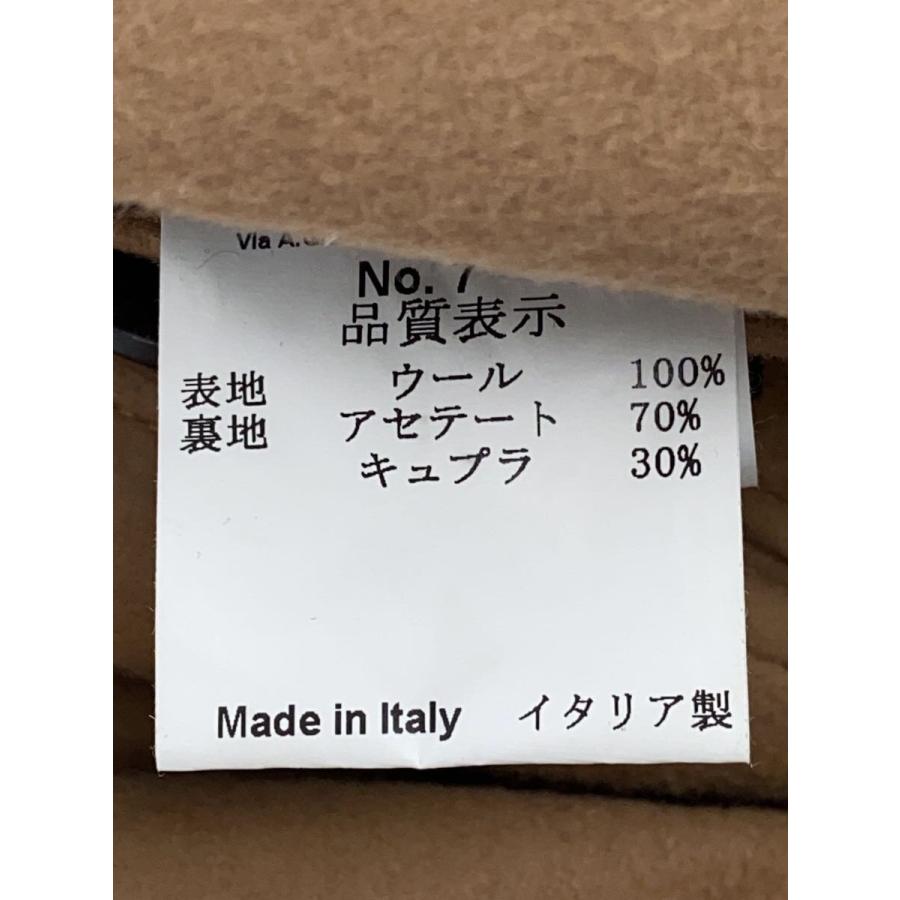 Via A.
No. 7
品質表示
表地 ウール 100%
裏地 アセテート 70%
キュプラ 30%
Made in Italy イタリア製